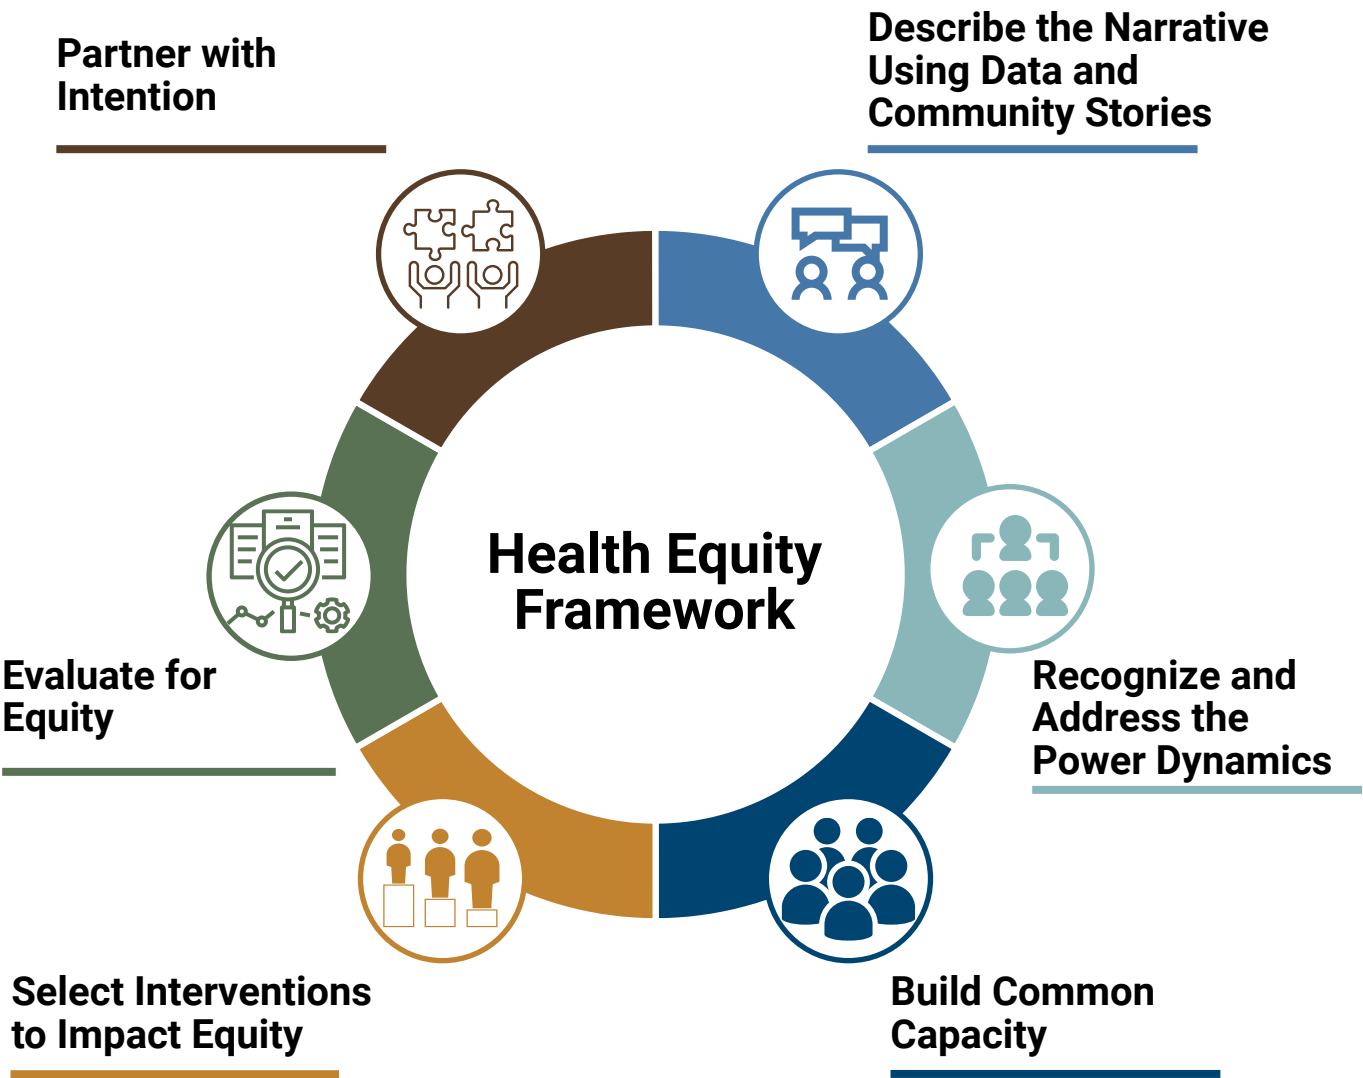 Partner with
Intention
Describe the Narrative
Using Data and
Community Stories
Health Equity
Framework
Evaluate for
Equity
Recognize and
Address the
Power Dynamics
Select Interventions
to Impact Equity
Build Common
Capacity